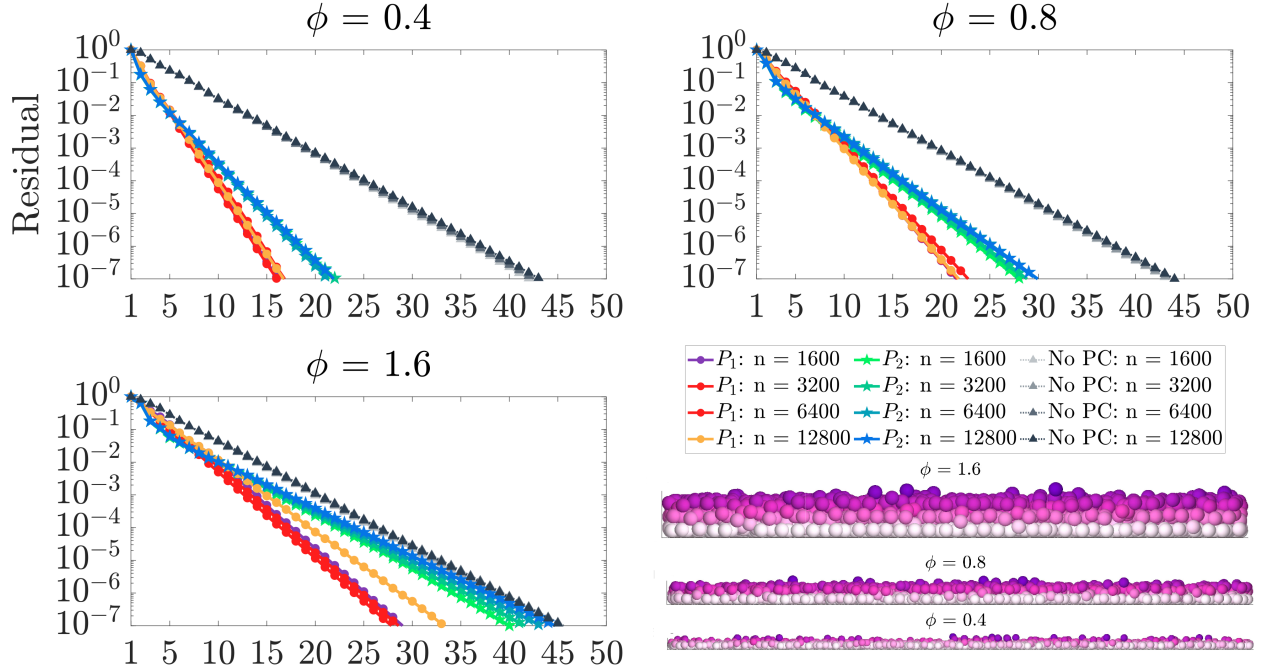 ϕ = 0.4
Residual
10⁰
10⁻¹
10⁻²
10⁻³
10⁻⁴
10⁻⁵
10⁻⁶
10⁻⁷
1 5 10 15 20 25 30 35 40 45 50
ϕ = 0.8
10⁰
10⁻¹
10⁻²
10⁻³
10⁻⁴
10⁻⁵
10⁻⁶
10⁻⁷
1 5 10 15 20 25 30 35 40 45 50
ϕ = 1.6
10⁰
10⁻¹
10⁻²
10⁻³
10⁻⁴
10⁻⁵
10⁻⁶
10⁻⁷
1 5 10 15 20 25 30 35 40 45 50
P₁: n = 1600 P₂: n = 1600 No PC: n = 1600
P₁: n = 3200 P₂: n = 3200 No PC: n = 3200
P₁: n = 6400 P₂: n = 6400 No PC: n = 6400
P₁: n = 12800 P₂: n = 12800 No PC: n = 12800
ϕ = 1.6
ϕ = 0.8
ϕ = 0.4